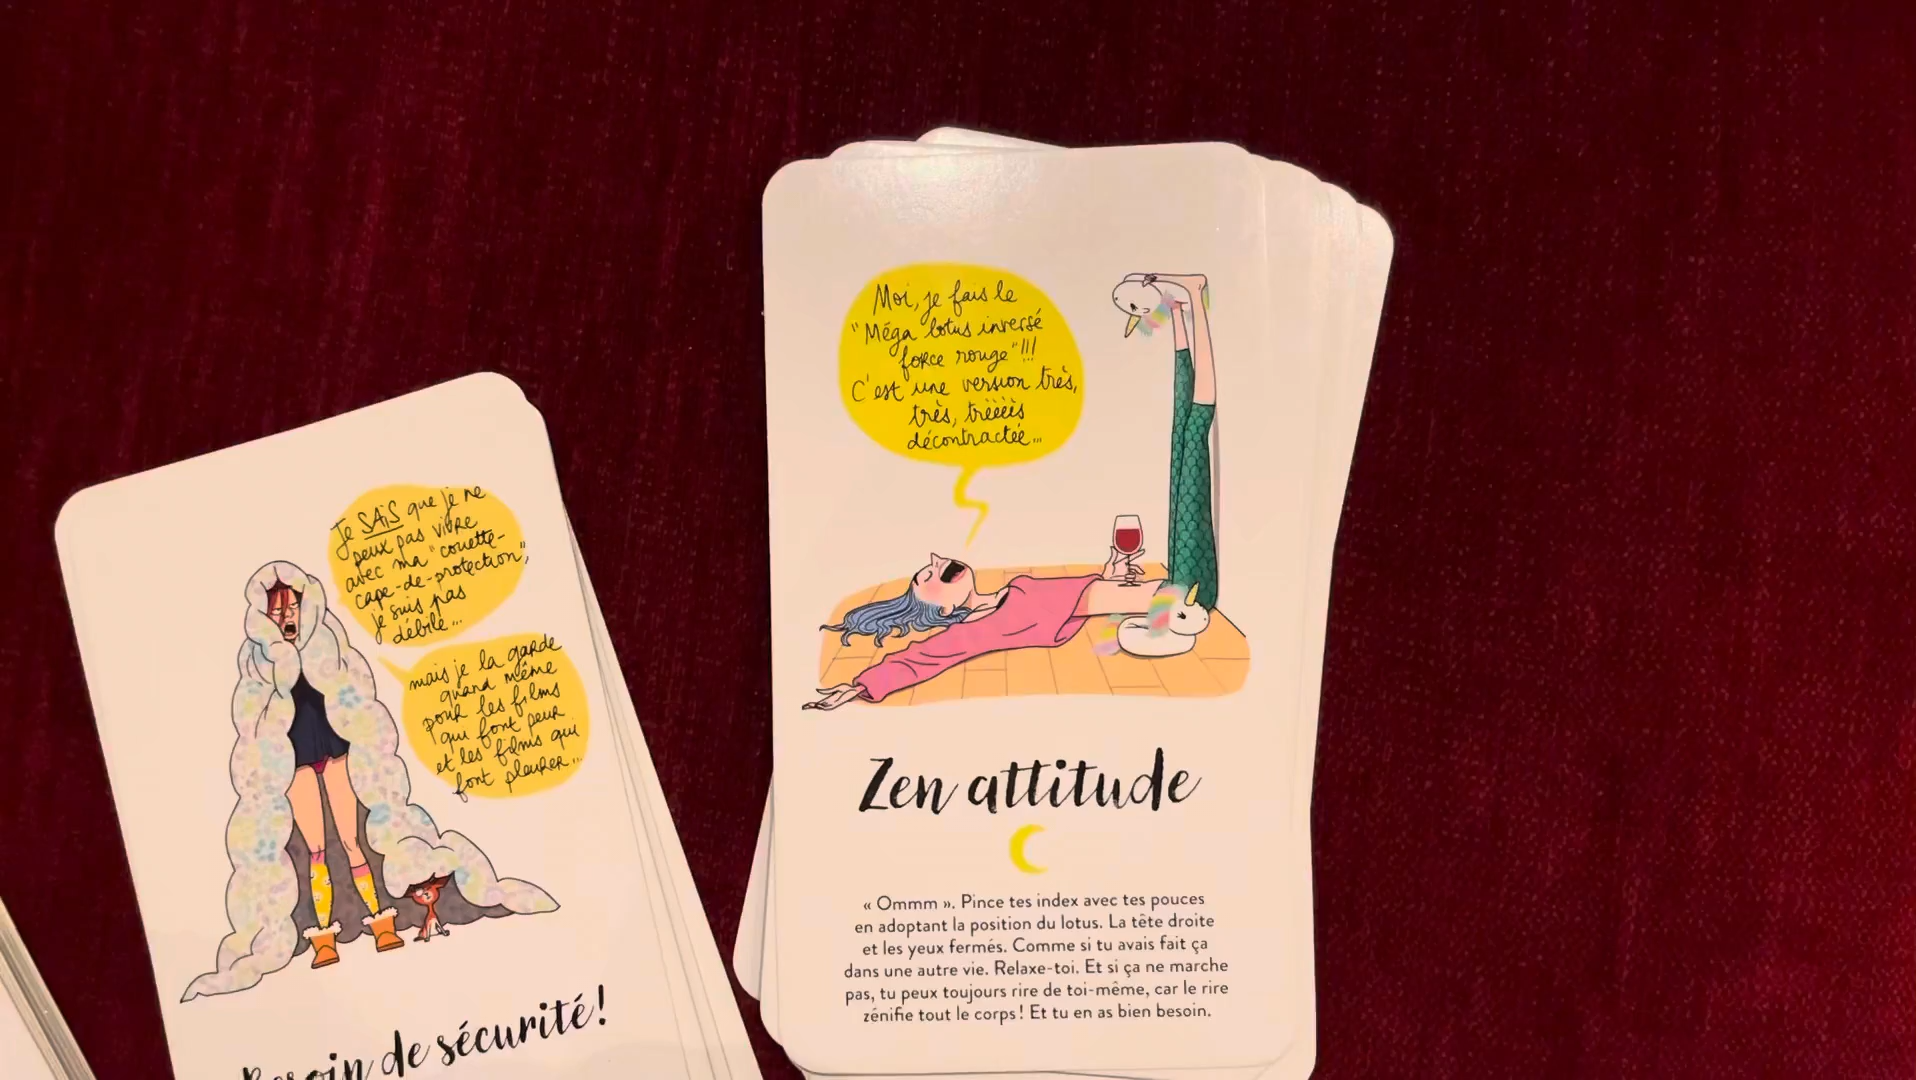 Je SAIS que je ne
peux pas vivre
avec ma "couette-
cape-de-protection",
je suis pas
débile...
mais je la garde
quand même
pour les films
qui font peur
et les films qui
font pleurer...
Besoin de sécurité!
Moi, je fais le
"Méga lotus inversé
force rouge"!!!
C'est une version très,
très, trèèès
décontractée...
Zen attitude
« Ommm ». Pince tes index avec tes pouces
en adoptant la position du lotus. La tête droite
et les yeux fermés. Comme si tu avais fait ça
dans une autre vie. Relaxe-toi. Et si ça ne marche
pas, tu peux toujours rire de toi-même, car le rire
zénifie tout le corps ! Et tu en as bien besoin.